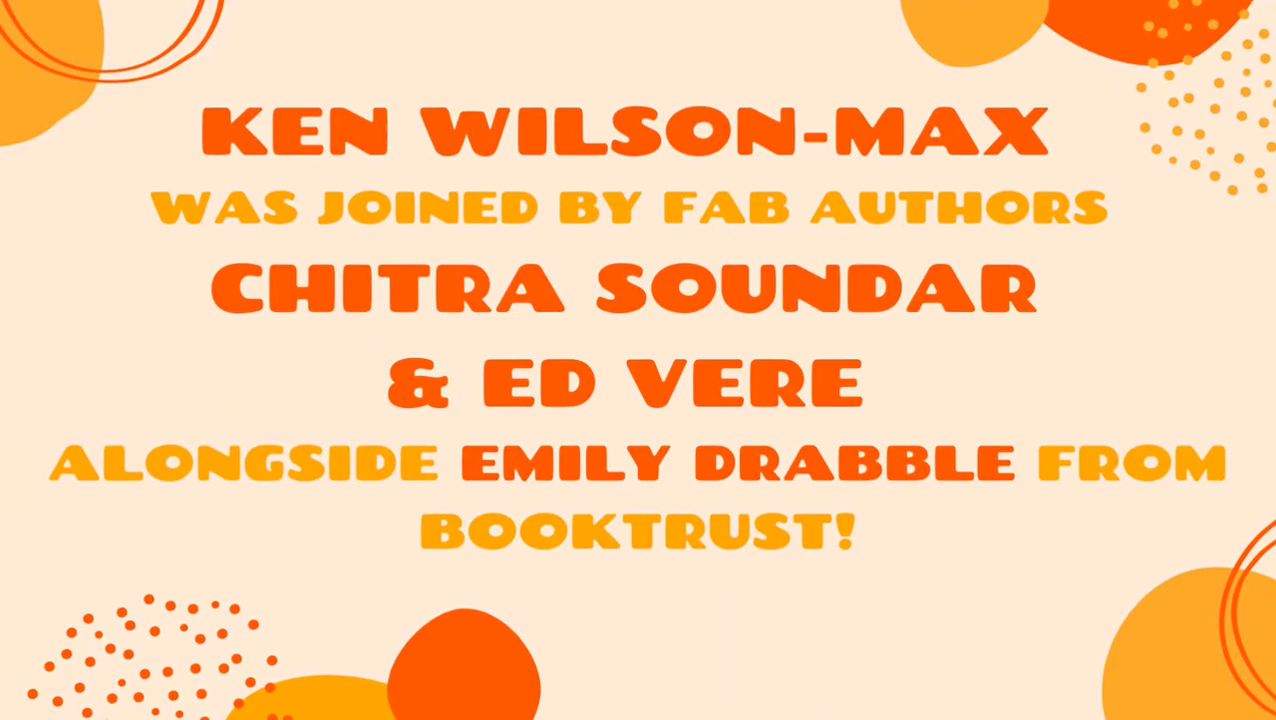 KEN WILSON-MAX
WAS JOINED BY FAB AUTHORS
CHITRA SOUNDAR
& ED VERE
ALONGSIDE EMILY DRABBLE FROM
BOOKTRUST!